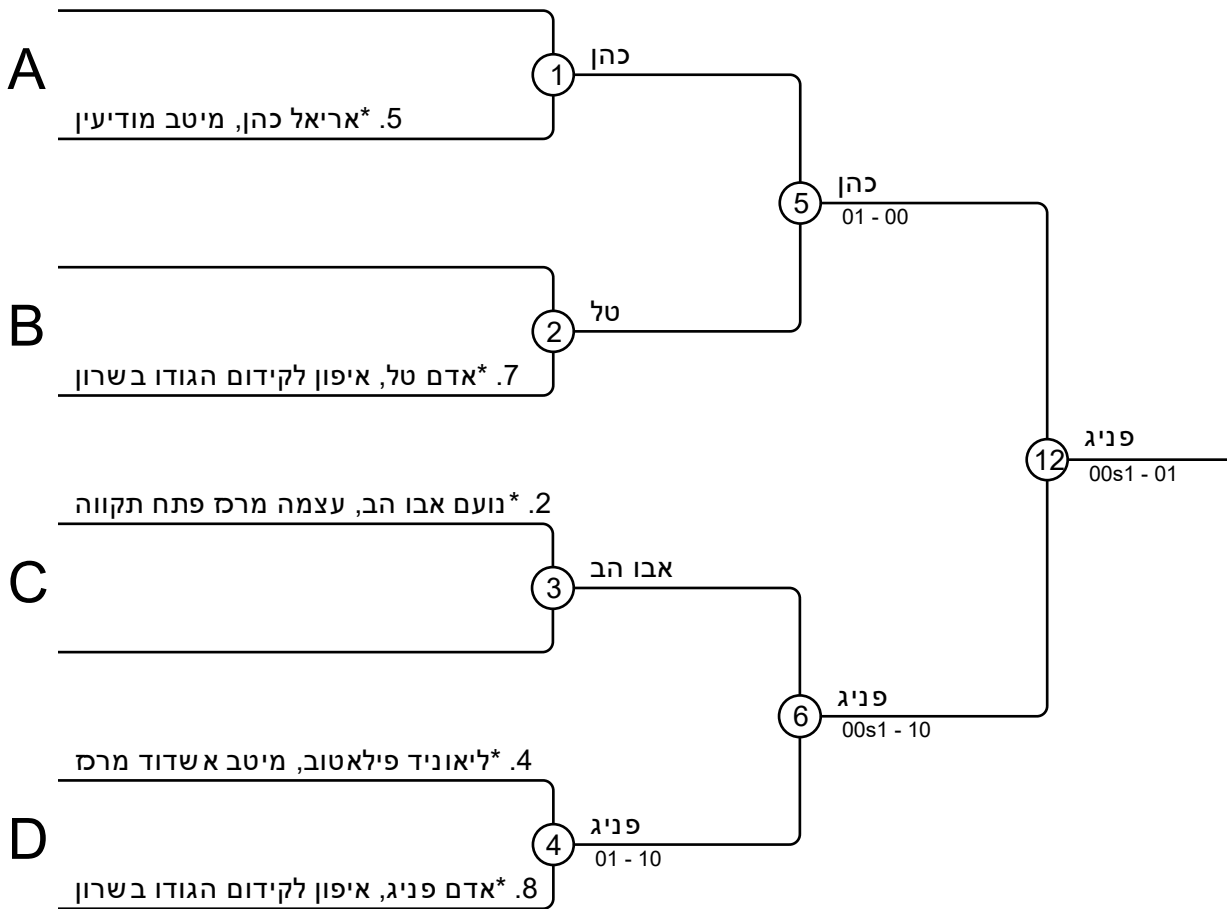 A
1
כהן
5. *אריאל כהן, מיטב מודיעין
5
כהן
01 - 00
B
2
טל
7. *אדם טל, איפון לקידום הגודו בשרון
12
פניג
00s1 - 01
2. *נועם אבו הב, עצמה מרכז פתח תקווה
C
3
אבו הב
6
פניג
00s1 - 10
4. *ליאוניד פילאטוב, מיטב אשדוד מרכז
D
4
פניג
01 - 10
8. *אדם פניג, איפון לקידום הגודו בשרון